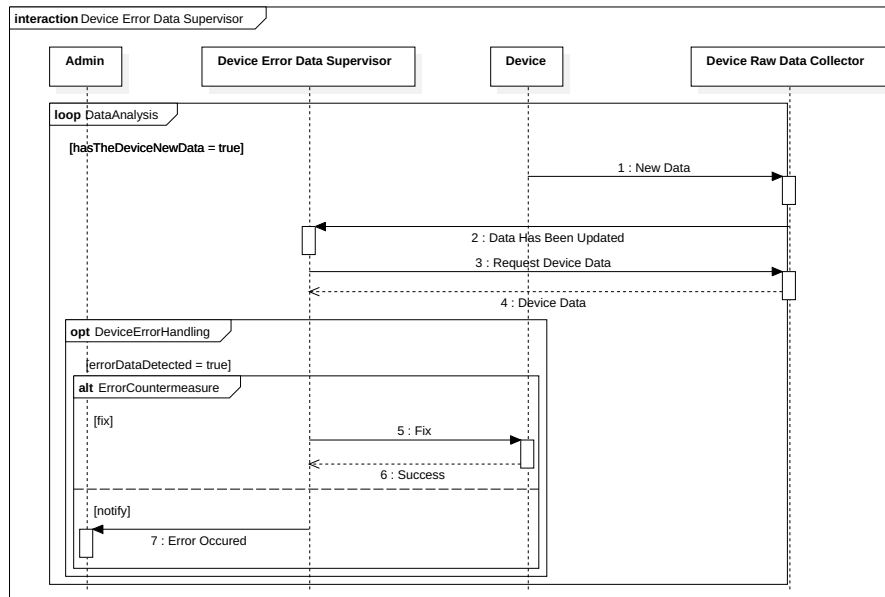 interaction Device Error Data Supervisor
Admin
Device Error Data Supervisor
Device
Device Raw Data Collector
loop DataAnalysis
[hasTheDeviceNewData = true]
1 : New Data
2 : Data Has Been Updated
3 : Request Device Data
4 : Device Data
opt DeviceErrorHandling
[errorDataDetected = true]
alt ErrorCountermeasure
[fix]
5 : Fix
6 : Success
[notify]
7 : Error Occured